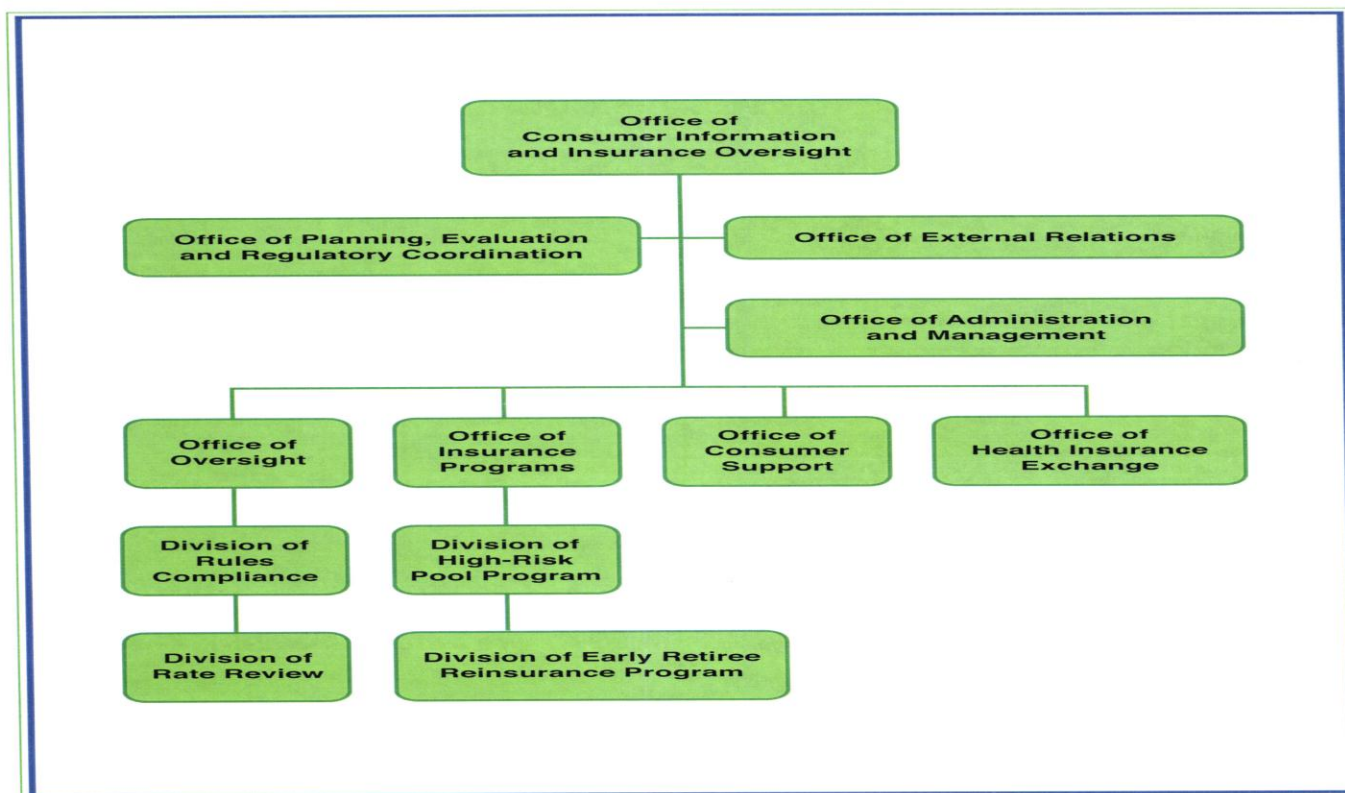 Office of
Consumer Information
and Insurance Oversight
Office of Planning, Evaluation
and Regulatory Coordination
Office of External Relations
Office of Administration
and Management
Office of
Oversight
Office of
Insurance
Programs
Office of
Consumer
Support
Office of
Health Insurance
Exchange
Division of
Rules
Compliance
Division of
High-Risk
Pool Program
Division of
Rate Review
Division of Early Retiree
Reinsurance Program